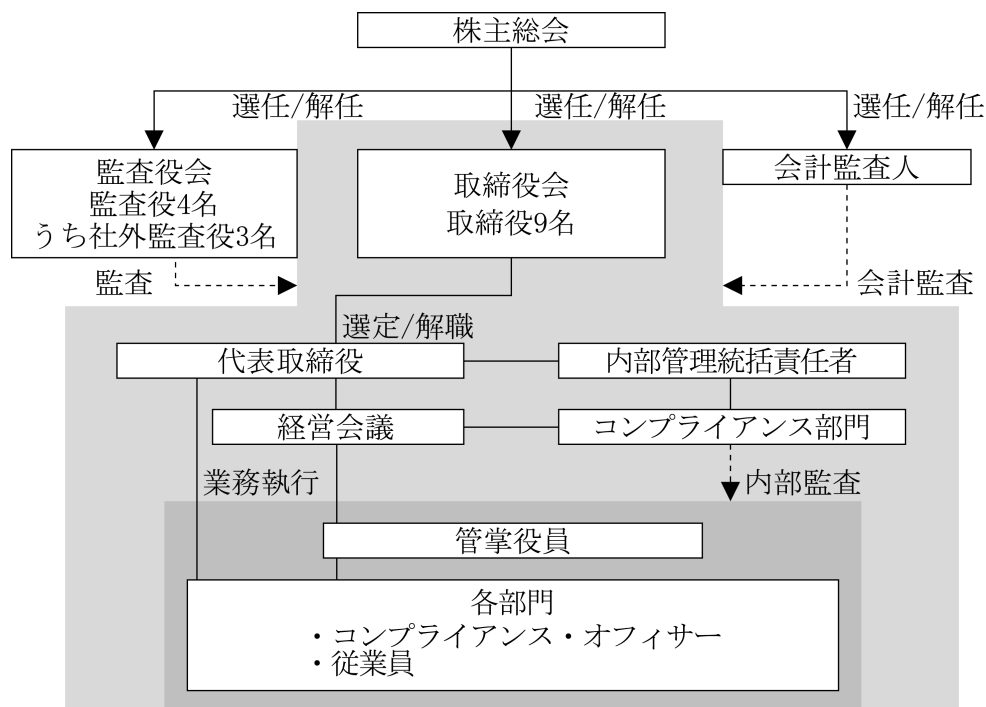 株主総会
選任/解任
選任/解任
選任/解任
監査役会
監査役4名
うち社外監査役3名
取締役会
取締役9名
会計監査人
監査
会計監査
選定/解職
代表取締役
内部管理統括責任者
経営会議
コンプライアンス部門
業務執行
内部監査
管掌役員
各部門
・コンプライアンス・オフィサー
・従業員